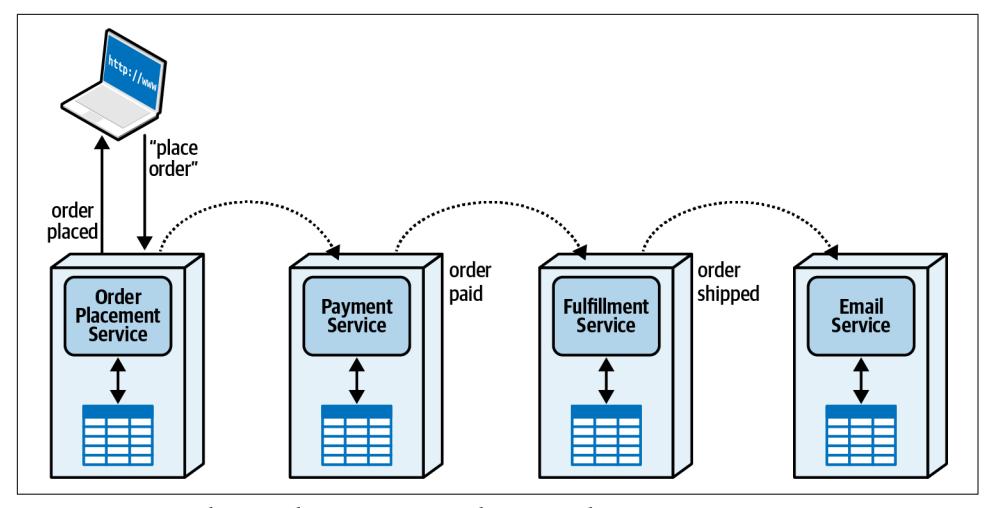 http://www
"place
order"
order
placed
order
paid
order
shipped
Order
Placement
Service
Payment
Service
Fulfillment
Service
Email
Service